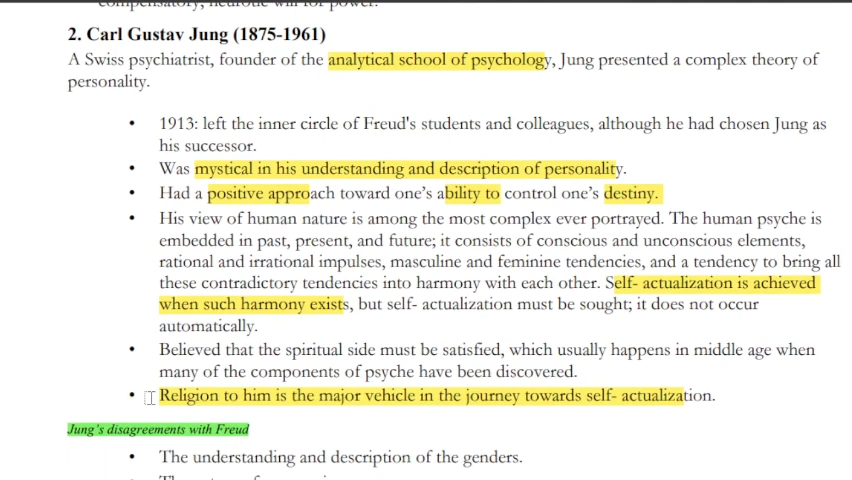 compensatory, neurotic will for power.
2. Carl Gustav Jung (1875-1961)
A Swiss psychiatrist, founder of the analytical school of psychology, Jung presented a complex theory of
personality.
• 1913: left the inner circle of Freud's students and colleagues, although he had chosen Jung as
his successor.
• Was mystical in his understanding and description of personality.
• Had a positive approach toward one's ability to control one's destiny.
• His view of human nature is among the most complex ever portrayed. The human psyche is
embedded in past, present, and future; it consists of conscious and unconscious elements,
rational and irrational impulses, masculine and feminine tendencies, and a tendency to bring all
these contradictory tendencies into harmony with each other. Self- actualization is achieved
when such harmony exists, but self- actualization must be sought; it does not occur
automatically.
• Believed that the spiritual side must be satisfied, which usually happens in middle age when
many of the components of psyche have been discovered.
• Religion to him is the major vehicle in the journey towards self- actualization.
Jung's disagreements with Freud
• The understanding and description of the genders.